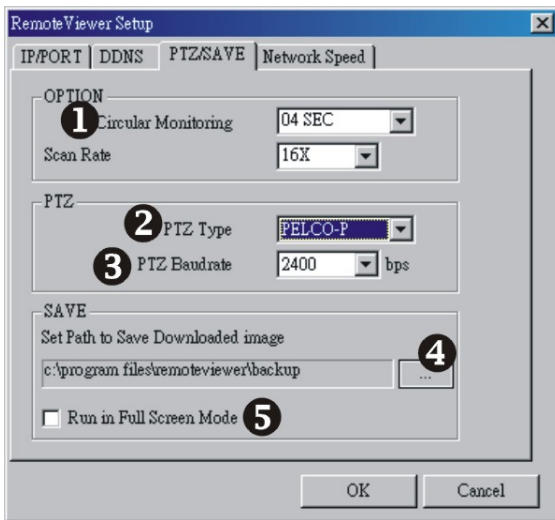 RemoteViewer Setup
IP/PORT DDNS PTZ/SAVE Network Speed
OPTION
1 Circular Monitoring 04 SEC
Scan Rate 16X
PTZ
2 PTZ Type PELCO-P
3 PTZ Baudrate 2400 bps
SAVE
Set Path to Save Downloaded image
4
c:\program files\remoteviewer\backup ...
Run in Full Screen Mode 5
OK Cancel